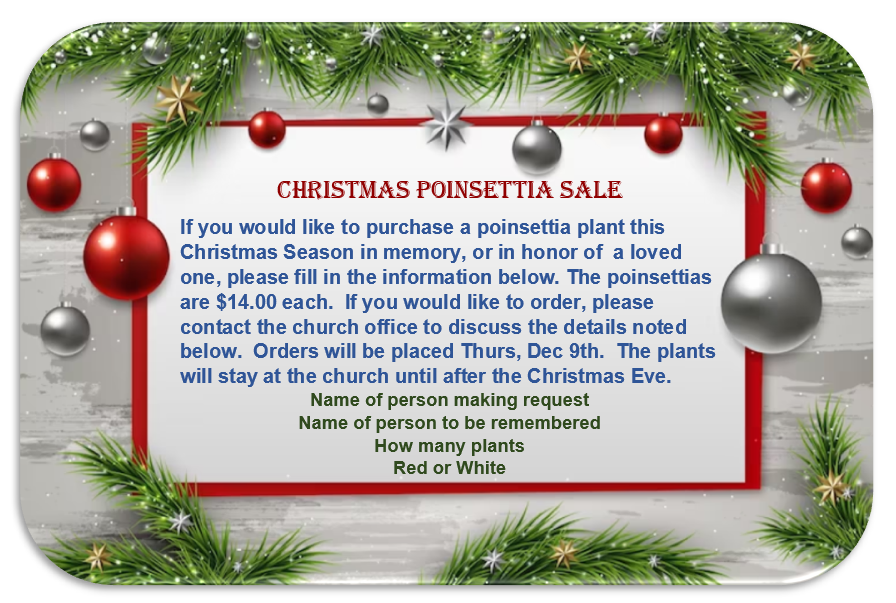 CHRISTMAS POINSETTIA SALE
If you would like to purchase a poinsettia plant this
Christmas Season in memory, or in honor of  a loved
one, please fill in the information below. The poinsettias
are $14.00 each.  If you would like to order, please
contact the church office to discuss the details noted
below.  Orders will be placed Thurs, Dec 9th.  The plants
will stay at the church until after the Christmas Eve.
Name of person making request
Name of person to be remembered
How many plants
Red or White